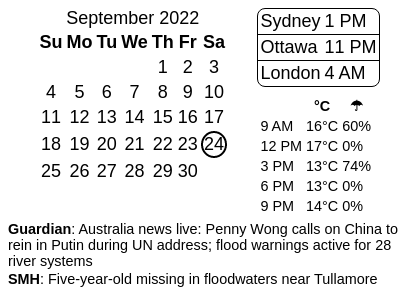 September 2022
Su Mo Tu We Th Fr Sa
1 2 3
4 5 6 7 8 9 10
11 12 13 14 15 16 17
18 19 20 21 22 23 24
25 26 27 28 29 30
Sydney 1 PM
Ottawa 11 PM
London 4 AM
°C ☂
9 AM 16°C 60%
12 PM 17°C 0%
3 PM 13°C 74%
6 PM 13°C 0%
9 PM 14°C 0%
Guardian: Australia news live: Penny Wong calls on China to
rein in Putin during UN address; flood warnings active for 28
river systems
SMH: Five-year-old missing in floodwaters near Tullamore